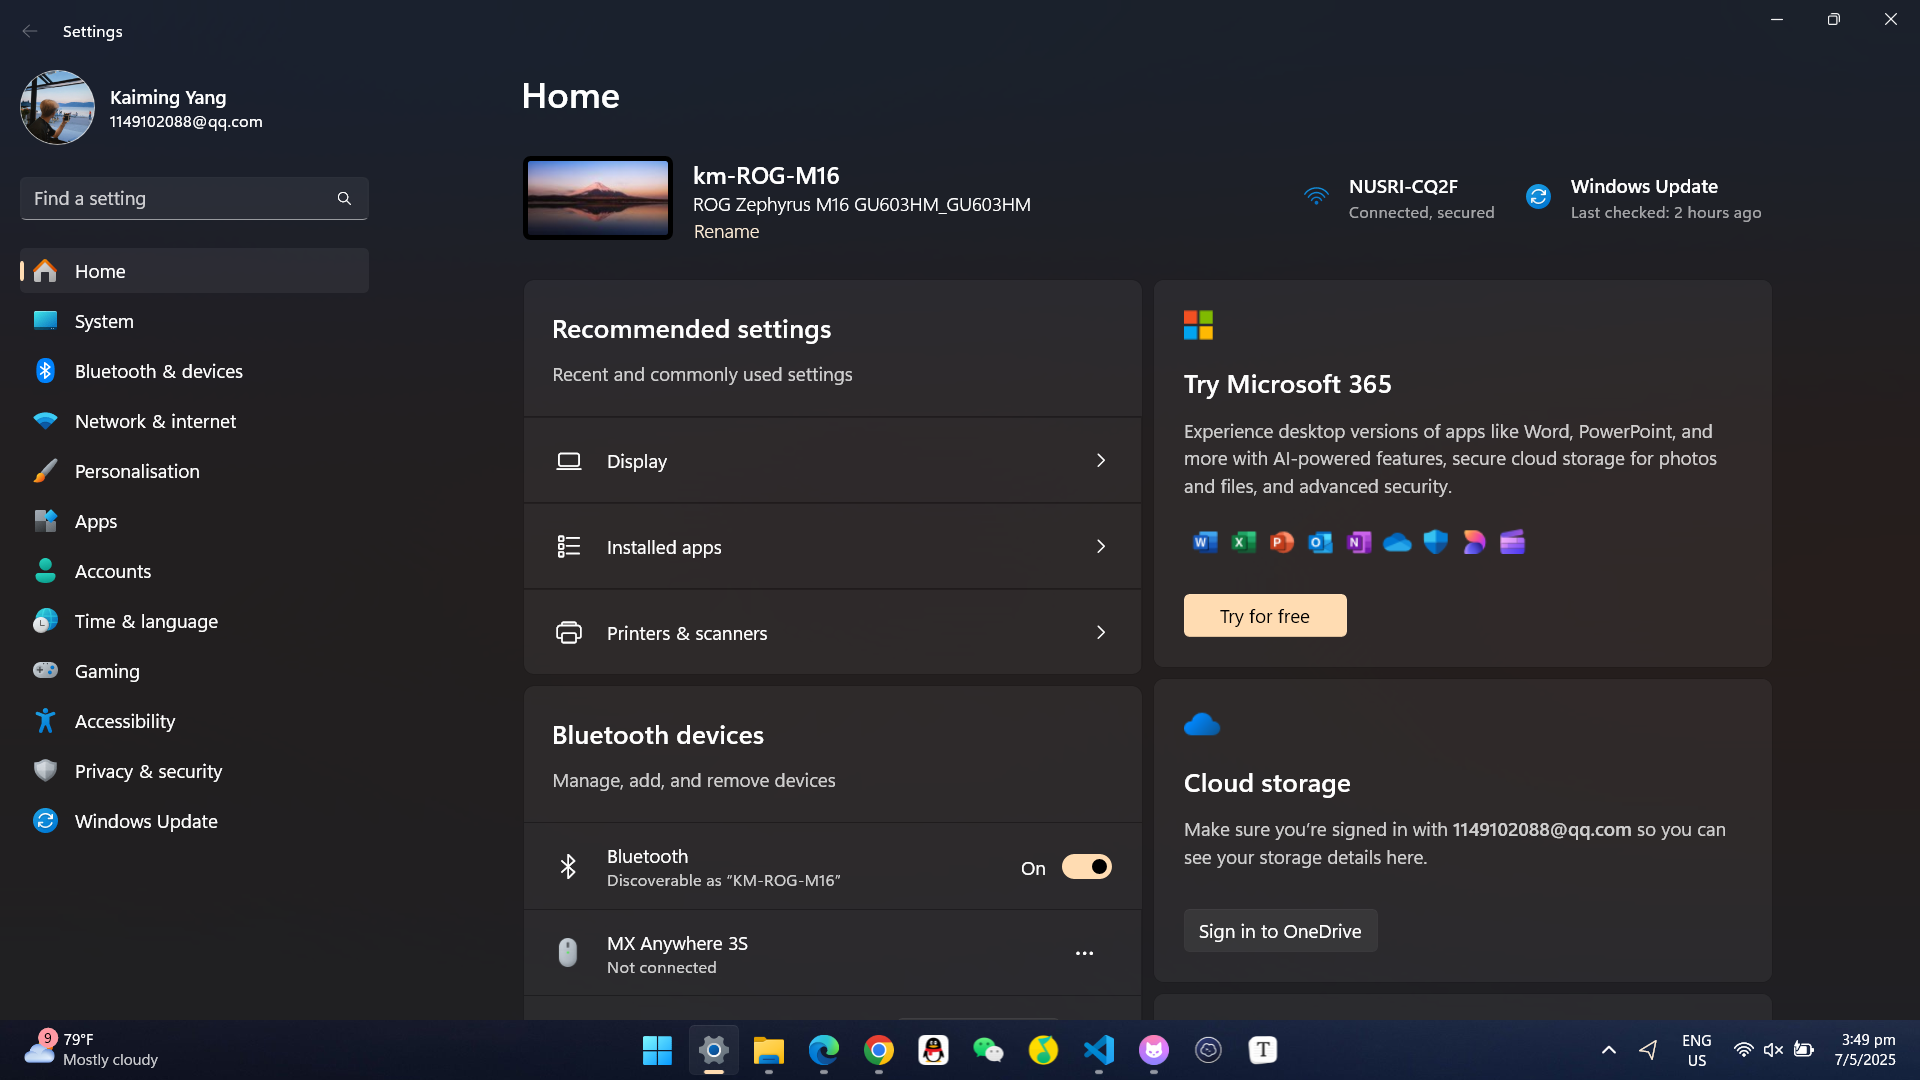 Settings
Kaiming Yang
1149102088@qq.com
Find a setting
Home
System
Bluetooth & devices
Network & internet
Personalisation
Apps
Accounts
Time & language
Gaming
Accessibility
Privacy & security
Windows Update
Home
km-ROG-M16
ROG Zephyrus M16 GU603HM_GU603HM
Rename
NUSRI-CQ2F
Connected, secured
Windows Update
Last checked: 2 hours ago
Recommended settings
Recent and commonly used settings
Display
Installed apps
Printers & scanners
Bluetooth devices
Manage, add, and remove devices
Bluetooth
Discoverable as “KM-ROG-M16”
On
MX Anywhere 3S
Not connected
Try Microsoft 365
Experience desktop versions of apps like Word, PowerPoint, and
more with AI-powered features, secure cloud storage for photos
and files, and advanced security.
Try for free
Cloud storage
Make sure you’re signed in with 1149102088@qq.com so you can
see your storage details here.
Sign in to OneDrive
9
79°F
Mostly cloudy
T
ENG
US
3:49 pm
7/5/2025